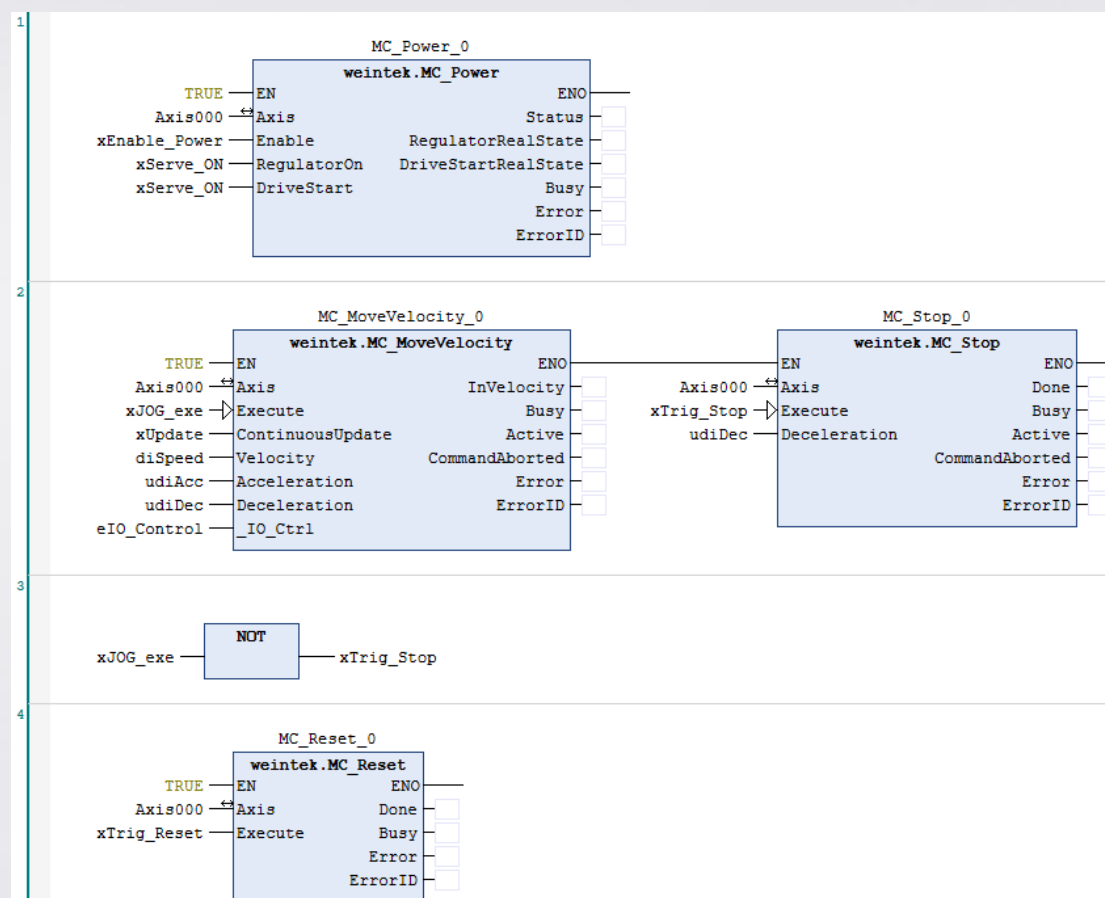 1
MC_Power_0
weintek.MC_Power
TRUE EN ENO
Axis000 Axis Status
xEnable_Power Enable RegulatorRealState
xServe_ON RegulatorOn DriveStartRealState
xServe_ON DriveStart Busy
Error
ErrorID
2
MC_MoveVelocity_0 MC_Stop_0
weintek.MC_MoveVelocity weintek.MC_Stop
TRUE EN ENO EN ENO
Axis000 Axis InVelocity Axis000 Axis Done
xJOG_exe Execute Busy xTrig_Stop Execute Busy
xUpdate ContinuousUpdate Active udiDec Deceleration Active
diSpeed Velocity CommandAborted CommandAborted
udiAcc Acceleration Error Error
udiDec Deceleration ErrorID ErrorID
eIO_Control _IO_Ctrl
3
NOT
xJOG_exe xTrig_Stop
4
MC_Reset_0
weintek.MC_Reset
TRUE EN ENO
Axis000 Axis Done
xTrig_Reset Execute Busy
Error
ErrorID